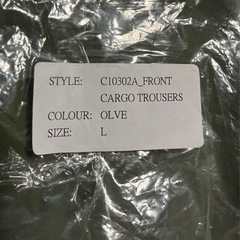 STYLE: C10302A_FRONT
CARGO TROUSERS
COLOUR: OLVE
SIZE: L